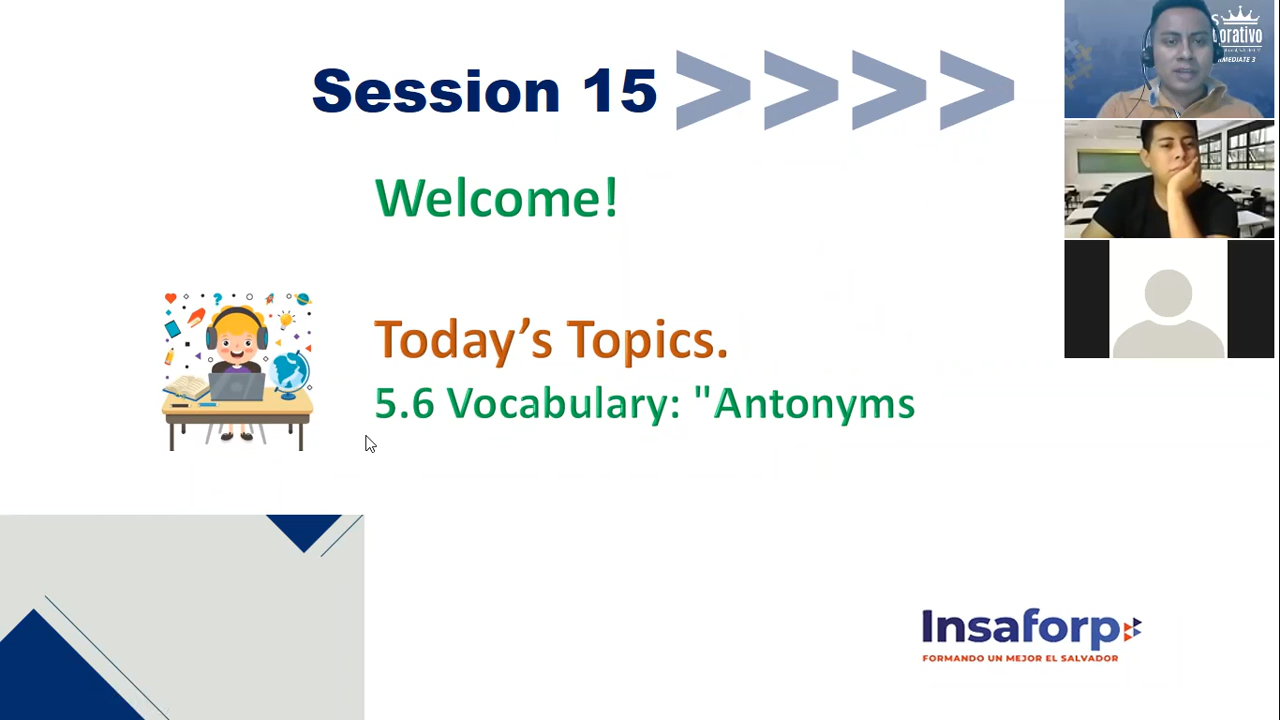 Session 15 >>>>
Welcome!
Today's Topics.
5.6 Vocabulary: "Antonyms
Insaforp
FORMANDO UN MEJOR EL SALVADOR